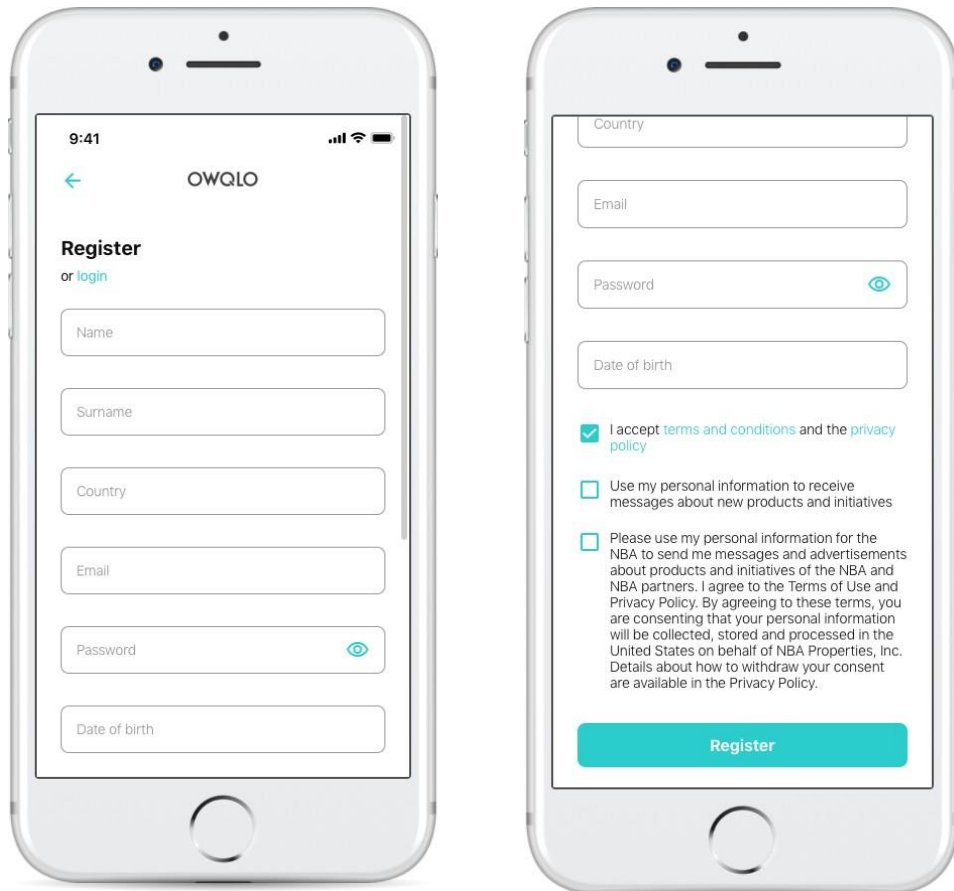 9:41
OWQLO
Register
or login
Name
Surname
Country
Email
Password
Date of birth
Country
Email
Password
Date of birth
I accept terms and conditions and the privacy
policy
Use my personal information to receive
messages about new products and initiatives
Please use my personal information for the
NBA to send me messages and advertisements
about products and initiatives of the NBA and
NBA partners. I agree to the Terms of Use and
Privacy Policy. By agreeing to these terms, you
are consenting that your personal information
will be collected, stored and processed in the
United States on behalf of NBA Properties, Inc.
Details about how to withdraw your consent
are available in the Privacy Policy.
Register